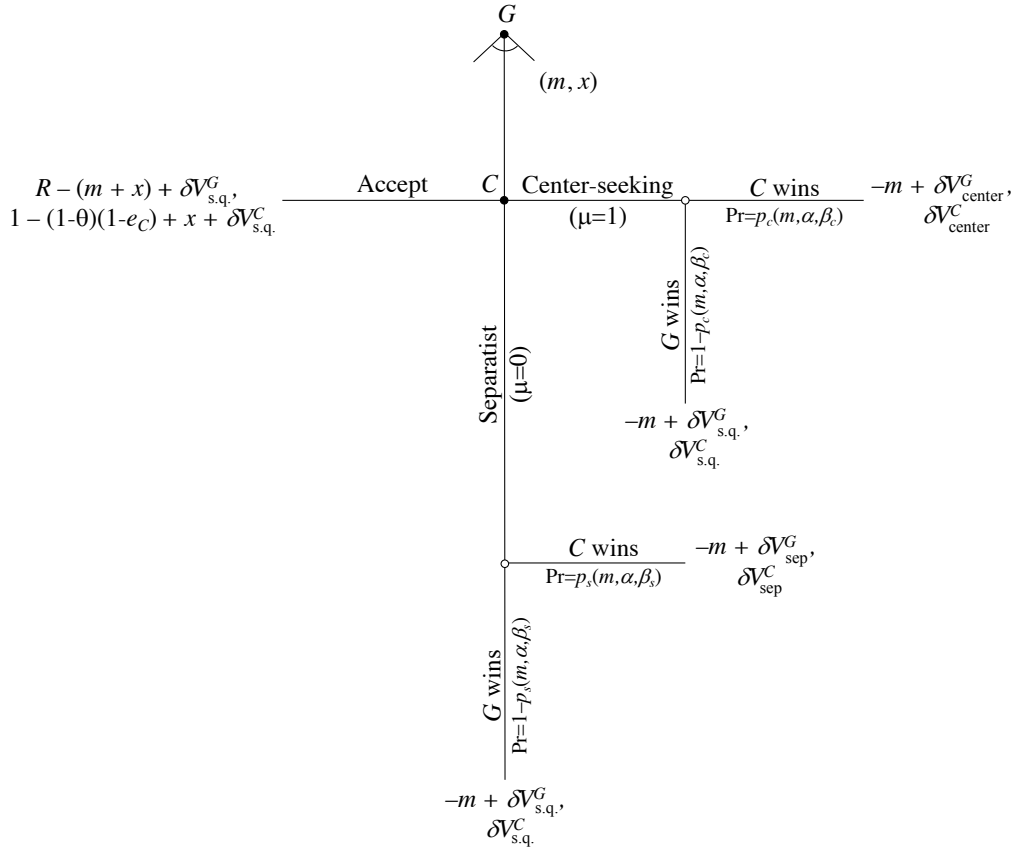 G
(m, x)
R – (m + x) + δV^G_s.q.,
1 – (1-θ)(1-e_C) + x + δV^C_s.q.
Accept
C
Center-seeking
(μ=1)
C wins
Pr=p_c(m,α,β_c)
–m + δV^G_center,
δV^C_center
G wins
Pr=1–p_c(m,α,β_c)
–m + δV^G_s.q.,
δV^C_s.q.
Separatist
(μ=0)
C wins
Pr=p_s(m,α,β_s)
–m + δV^G_sep,
δV^C_sep
G wins
Pr=1–p_s(m,α,β_s)
–m + δV^G_s.q.,
δV^C_s.q.